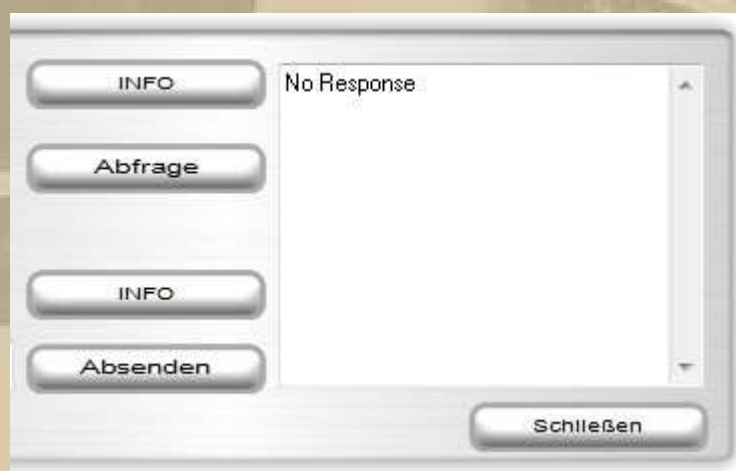 INFO
No Response
Abfrage
INFO
Absenden
Schließen